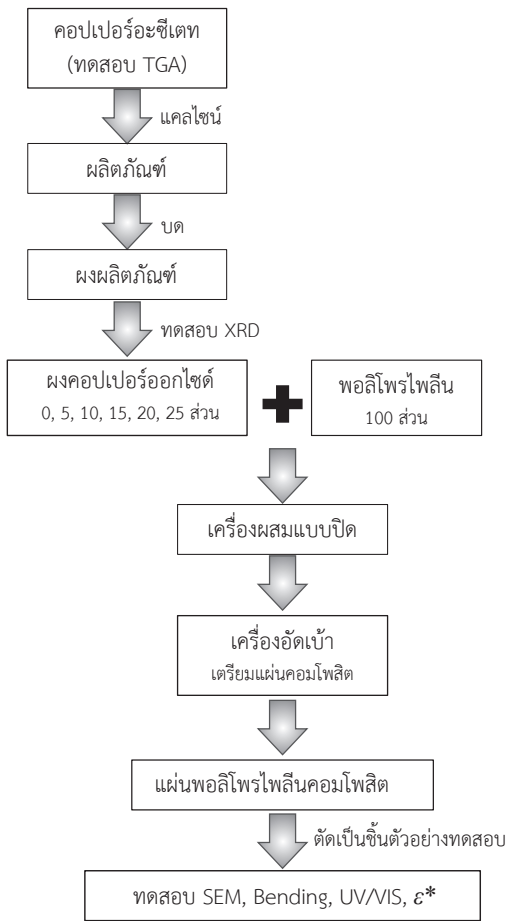 คอปเปอร์อะซีเตท
(ทดสอบ TGA)
แคลไซน์
ผลิตภัณฑ์
บด
ผงผลิตภัณฑ์
ทดสอบ XRD
ผงคอปเปอร์ออกไซด์
0, 5, 10, 15, 20, 25 ส่วน
พอลิโพรไพลีน
100 ส่วน
เครื่องผสมแบบปิด
เครื่องอัดเบ้า
เตรียมแผ่นคอมโพสิต
แผ่นพอลิโพรไพลีนคอมโพสิต
ตัดเป็นชิ้นตัวอย่างทดสอบ
ทดสอบ SEM, Bending, UV/VIS, ε*